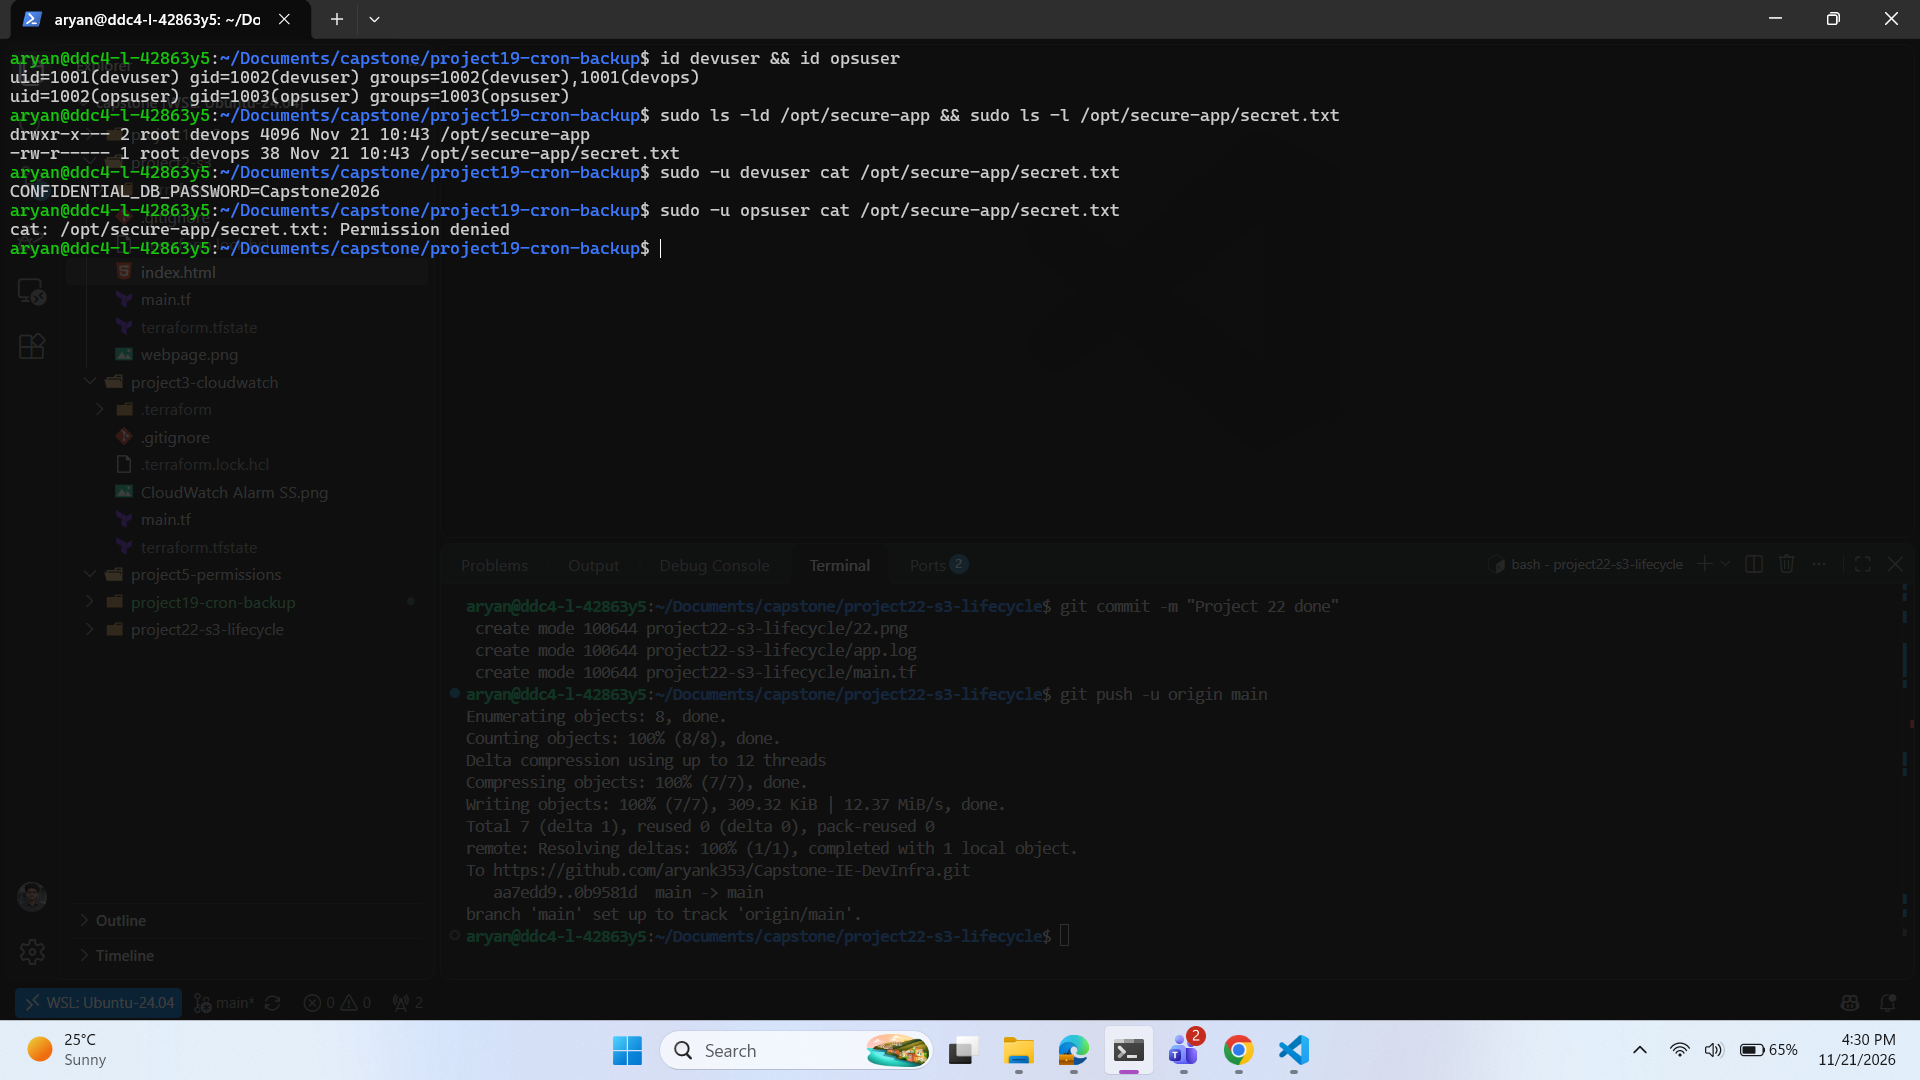 aryan@ddc4-l-42863y5: ~/Do
aryan@ddc4-l-42863y5:~/Documents/capstone/project19-cron-backup$ id devuser && id opsuser
uid=1001(devuser) gid=1002(devuser) groups=1002(devuser),1001(devops)
uid=1002(opsuser) gid=1003(opsuser) groups=1003(opsuser)
aryan@ddc4-l-42863y5:~/Documents/capstone/project19-cron-backup$ sudo ls -ld /opt/secure-app && sudo ls -l /opt/secure-app/secret.txt
drwxr-x--- 2 root devops 4096 Nov 21 10:43 /opt/secure-app
-rw-r----- 1 root devops 38 Nov 21 10:43 /opt/secure-app/secret.txt
aryan@ddc4-l-42863y5:~/Documents/capstone/project19-cron-backup$ sudo -u devuser cat /opt/secure-app/secret.txt
CONFIDENTIAL_DB_PASSWORD=Capstone2026
aryan@ddc4-l-42863y5:~/Documents/capstone/project19-cron-backup$ sudo -u opsuser cat /opt/secure-app/secret.txt
cat: /opt/secure-app/secret.txt: Permission denied
aryan@ddc4-l-42863y5:~/Documents/capstone/project19-cron-backup$
index.html
main.tf
terraform.tfstate
webpage.png
project3-cloudwatch
.terraform
.gitignore
.terraform.lock.hcl
CloudWatch Alarm SS.png
main.tf
terraform.tfstate
project5-permissions
project19-cron-backup
project22-s3-lifecycle
Outline
Timeline
Problems Output Debug Console Terminal Ports 2
bash - project22-s3-lifecycle
aryan@ddc4-l-42863y5:~/Documents/capstone/project22-s3-lifecycle$ git commit -m "Project 22 done"
create mode 100644 project22-s3-lifecycle/22.png
create mode 100644 project22-s3-lifecycle/app.log
create mode 100644 project22-s3-lifecycle/main.tf
aryan@ddc4-l-42863y5:~/Documents/capstone/project22-s3-lifecycle$ git push -u origin main
Enumerating objects: 8, done.
Counting objects: 100% (8/8), done.
Delta compression using up to 12 threads
Compressing objects: 100% (7/7), done.
Writing objects: 100% (7/7), 309.32 KiB | 12.37 MiB/s, done.
Total 7 (delta 1), reused 0 (delta 0), pack-reused 0
remote: Resolving deltas: 100% (1/1), completed with 1 local object.
To https://github.com/aryank353/Capstone-IE-DevInfra.git
aa7edd9..0b9581d main -> main
branch 'main' set up to track 'origin/main'.
aryan@ddc4-l-42863y5:~/Documents/capstone/project22-s3-lifecycle$
WSL: Ubuntu-24.04 main* 0 0 2
25°C
Sunny
Search
2
65%
4:30 PM
11/21/2026